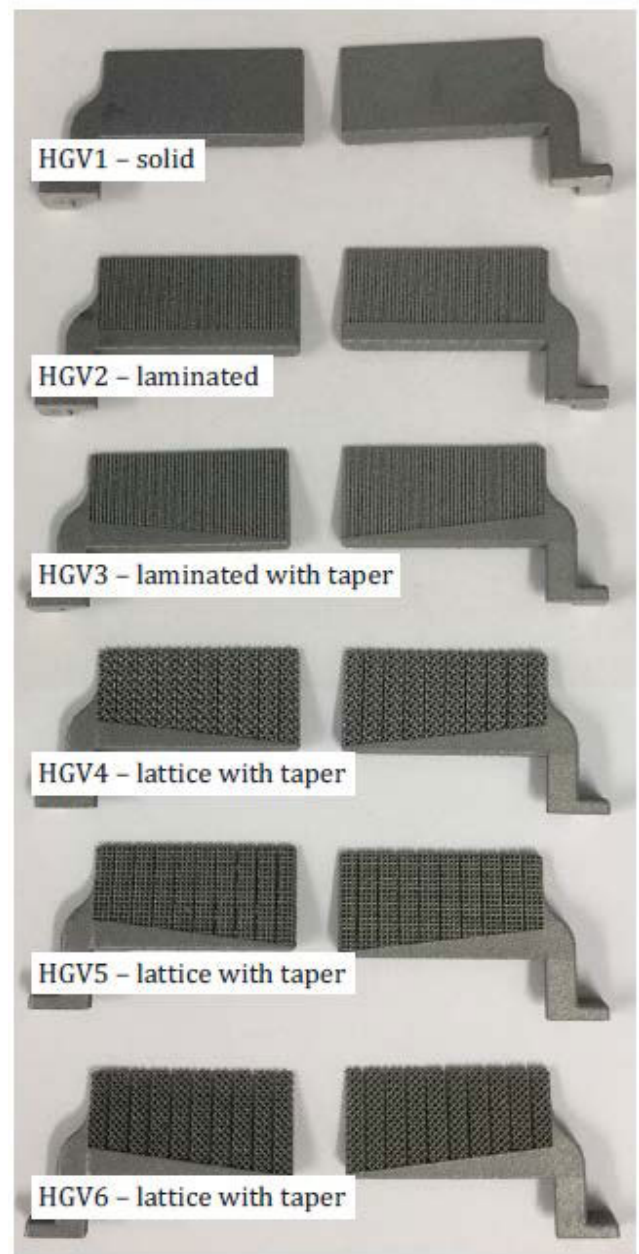 HGV1 – solid
HGV2 – laminated
HGV3 – laminated with taper
HGV4 – lattice with taper
HGV5 – lattice with taper
HGV6 – lattice with taper